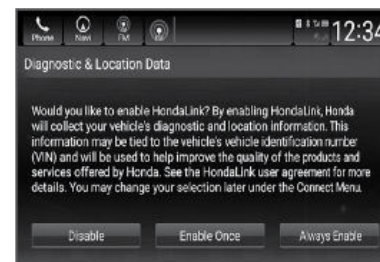 Phone Navi FM 12:34
Diagnostic & Location Data
Would you like to enable HondaLink? By enabling HondaLink, Honda
will collect your vehicle's diagnostic and location information. This
information may be tied to the vehicle's vehicle identification number
(VIN) and will be used to help improve the quality of the products and
services offered by Honda. See the HondaLink user agreement for more
details. You may change your selection later under the Connect Menu.
Disable Enable Once Always Enable